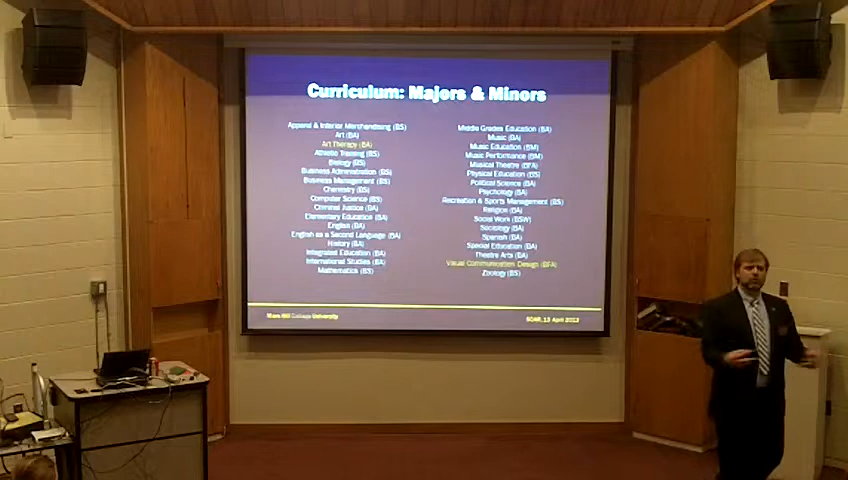 Curriculum: Majors & Minors
Apparel & Interior Merchandising (BS)
Art (BA)
Art Therapy (BA)
Athletic Training (BS)
Biology (BS)
Business Administration (BS)
Business Management (BS)
Chemistry (BS)
Computer Science (BS)
Criminal Justice (BA)
Elementary Education (BA)
English (BA)
English as a Second Language (BA)
History (BA)
Integrated Education (BA)
International Studies (BA)
Mathematics (BS)
Middle Grades Education (BA)
Music (BA)
Music Education (BM)
Music Performance (BM)
Musical Theatre (BFA)
Physical Education (BS)
Political Science (BA)
Psychology (BA)
Recreation & Sports Management (BS)
Religion (BA)
Social Work (BSW)
Sociology (BA)
Spanish (BA)
Special Education (BA)
Theatre Arts (BA)
Visual Communication Design (BFA)
Zoology (BS)
Mars Hill College/University
SOAR, 13 April 2013